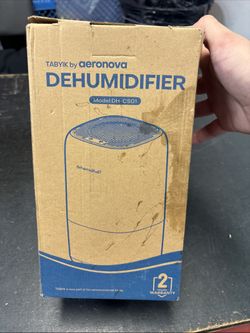 TABYIK by aeronova
DEHUMIDIFIER
Model:DH-CS01
2
WARRANTY